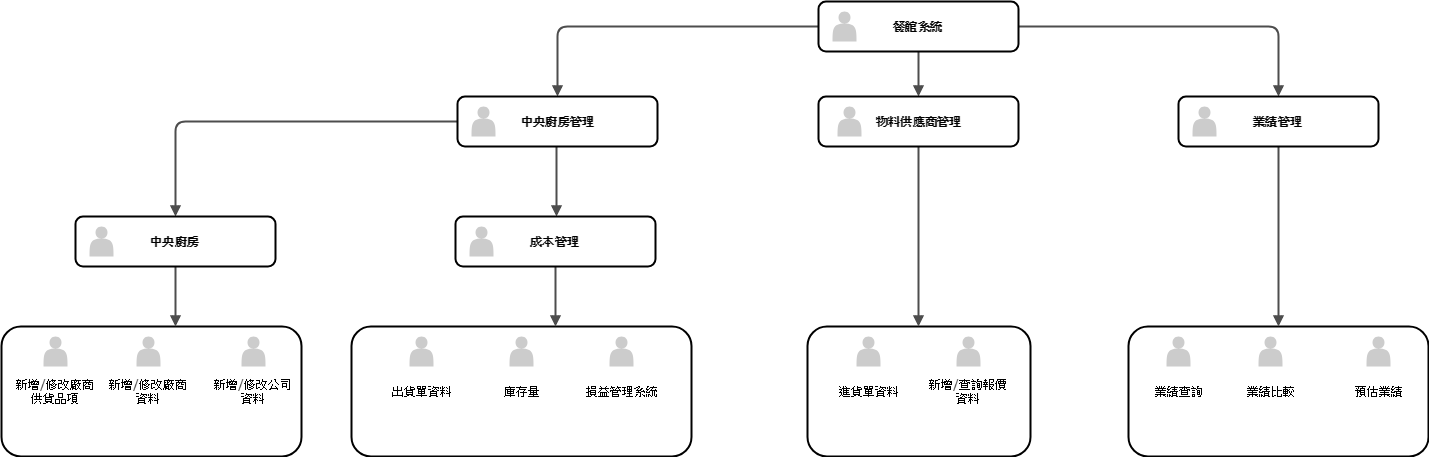 餐館系統
中央廚房管理
物料供應商管理
業績管理
中央廚房
成本管理
新增/修改廠商
供貨品項
新增/修改廠商
資料
新增/修改公司
資料
出貨單資料
庫存量
損益管理系統
進貨單資料
新增/查詢報價
資料
業績查詢
業績比較
預估業績